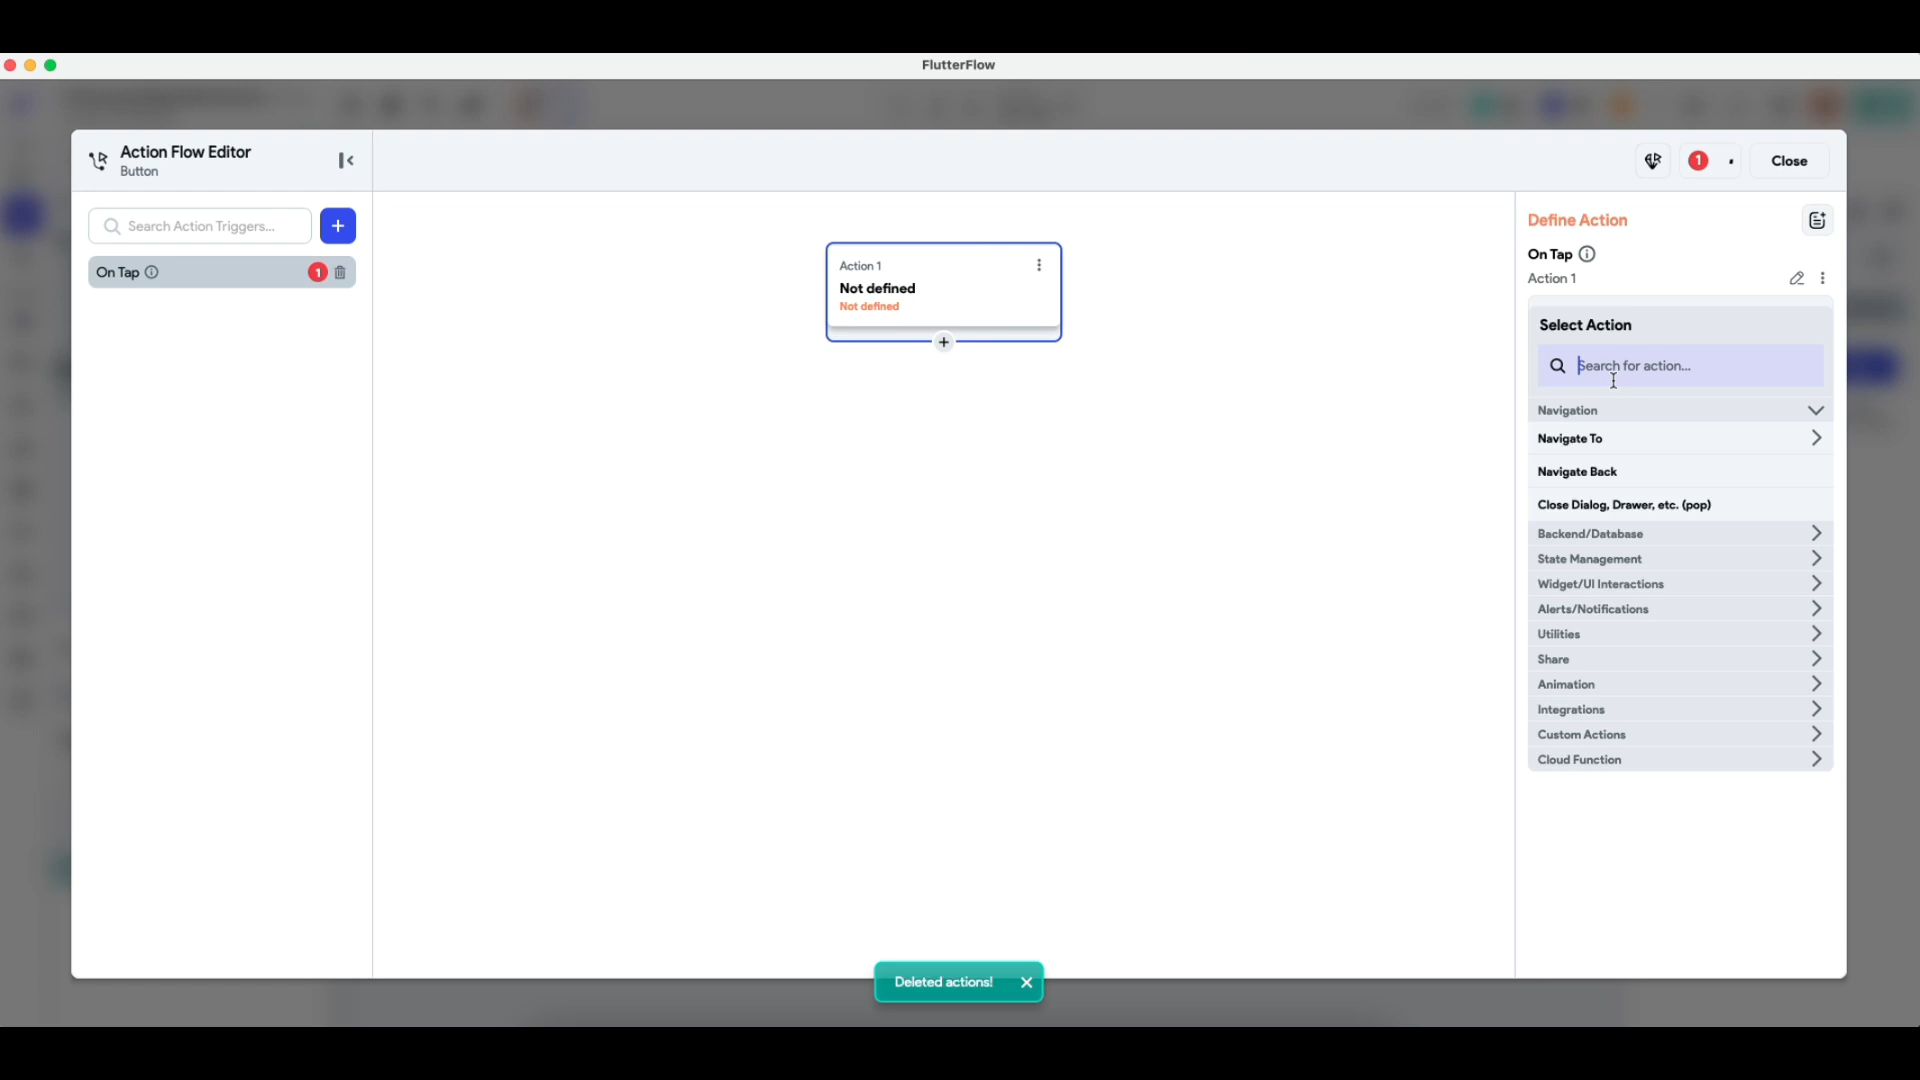 FlutterFlow
Action Flow Editor
Button
1
Close
Search Action Triggers...
On Tap
1
Action 1
Not defined
Not defined
Define Action
On Tap
Action 1
Select Action
Search for action...
Navigation
Navigate To
Navigate Back
Close Dialog, Drawer, etc. (pop)
Backend/Database
State Management
Widget/UI Interactions
Alerts/Notifications
Utilities
Share
Animation
Integrations
Custom Actions
Cloud Function
Deleted actions!